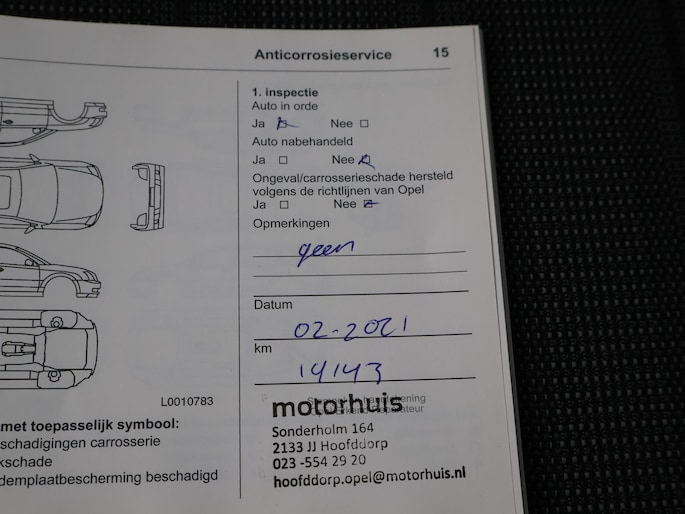 Anticorrosieservice 15
1. inspectie
Auto in orde
Ja Nee
Auto nabehandeld
Ja Nee
Ongeval/carrosserieschade hersteld
volgens de richtlijnen van Opel
Ja Nee
Opmerkingen
geen
Datum
02-2021
km
14143
motorhuis
Sonderholm 164
2133 JJ Hoofddorp
023 -554 29 20
hoofddorp.opel@motorhuis.nl
L0010783
met toepasselijk symbool:
schadigingen carrosserie
kschade
demplaatbescherming beschadigd